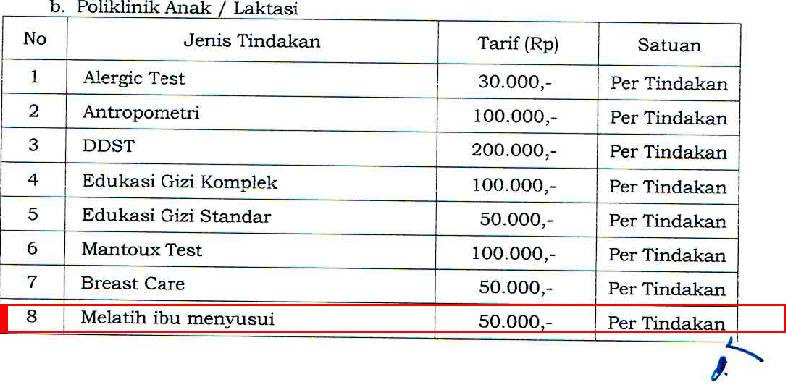 b. Poliklinik Anak / Laktasi
No Jenis Tindakan Tarif (Rp) Satuan
1 Alergic Test 30.000,- Per Tindakan
2 Antropometri 100.000,- Per Tindakan
3 DDST 200.000,- Per Tindakan
4 Edukasi Gizi Komplek 100.000,- Per Tindakan
5 Edukasi Gizi Standar 50.000,- Per Tindakan
6 Mantoux Test 100.000,- Per Tindakan
7 Breast Care 50.000,- Per Tindakan
8 Melatih ibu menyusui 50.000,- Per Tindakan